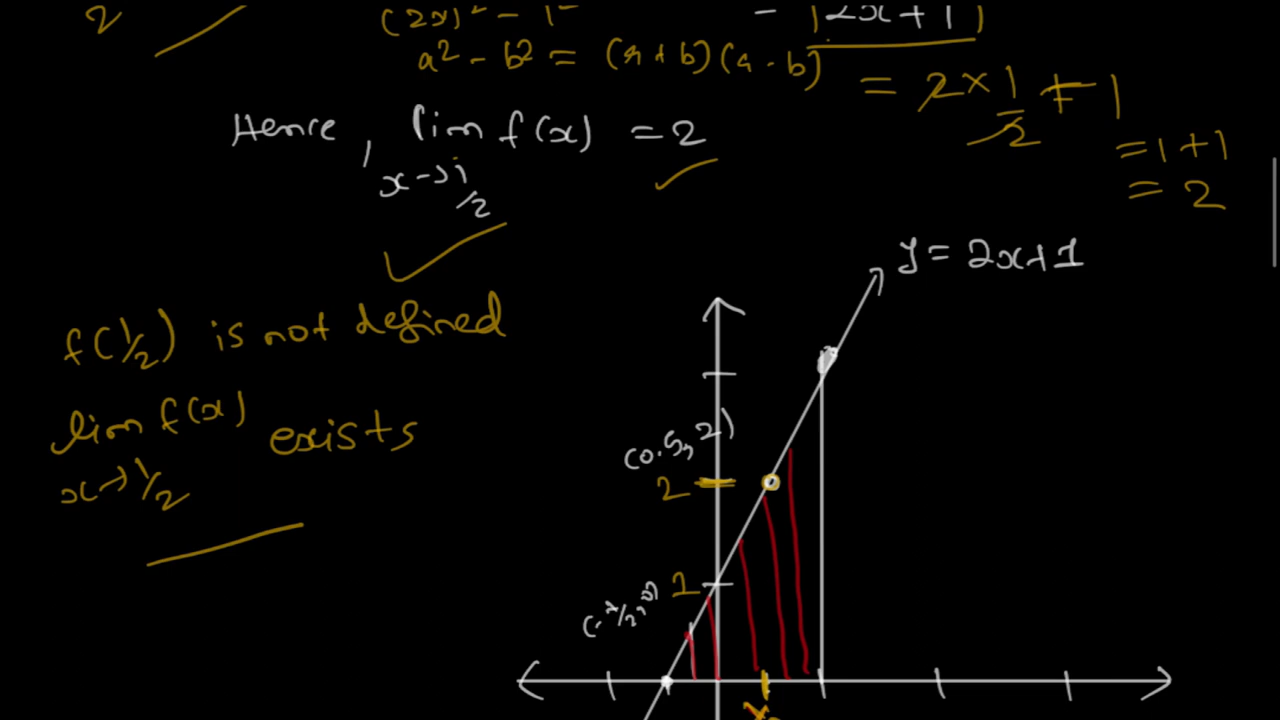 2
(2x)² - 1²
= |2x + 1|
a² - b² = (a + b)(a - b)
= 2 × 1/2 + 1
= 1 + 1
= 2
Hence, lim f(x) = 2
x→1/2
y = 2x+1
f(1/2) is not defined
lim f(x) exists
x→1/2
(0.5, 2)
2
1